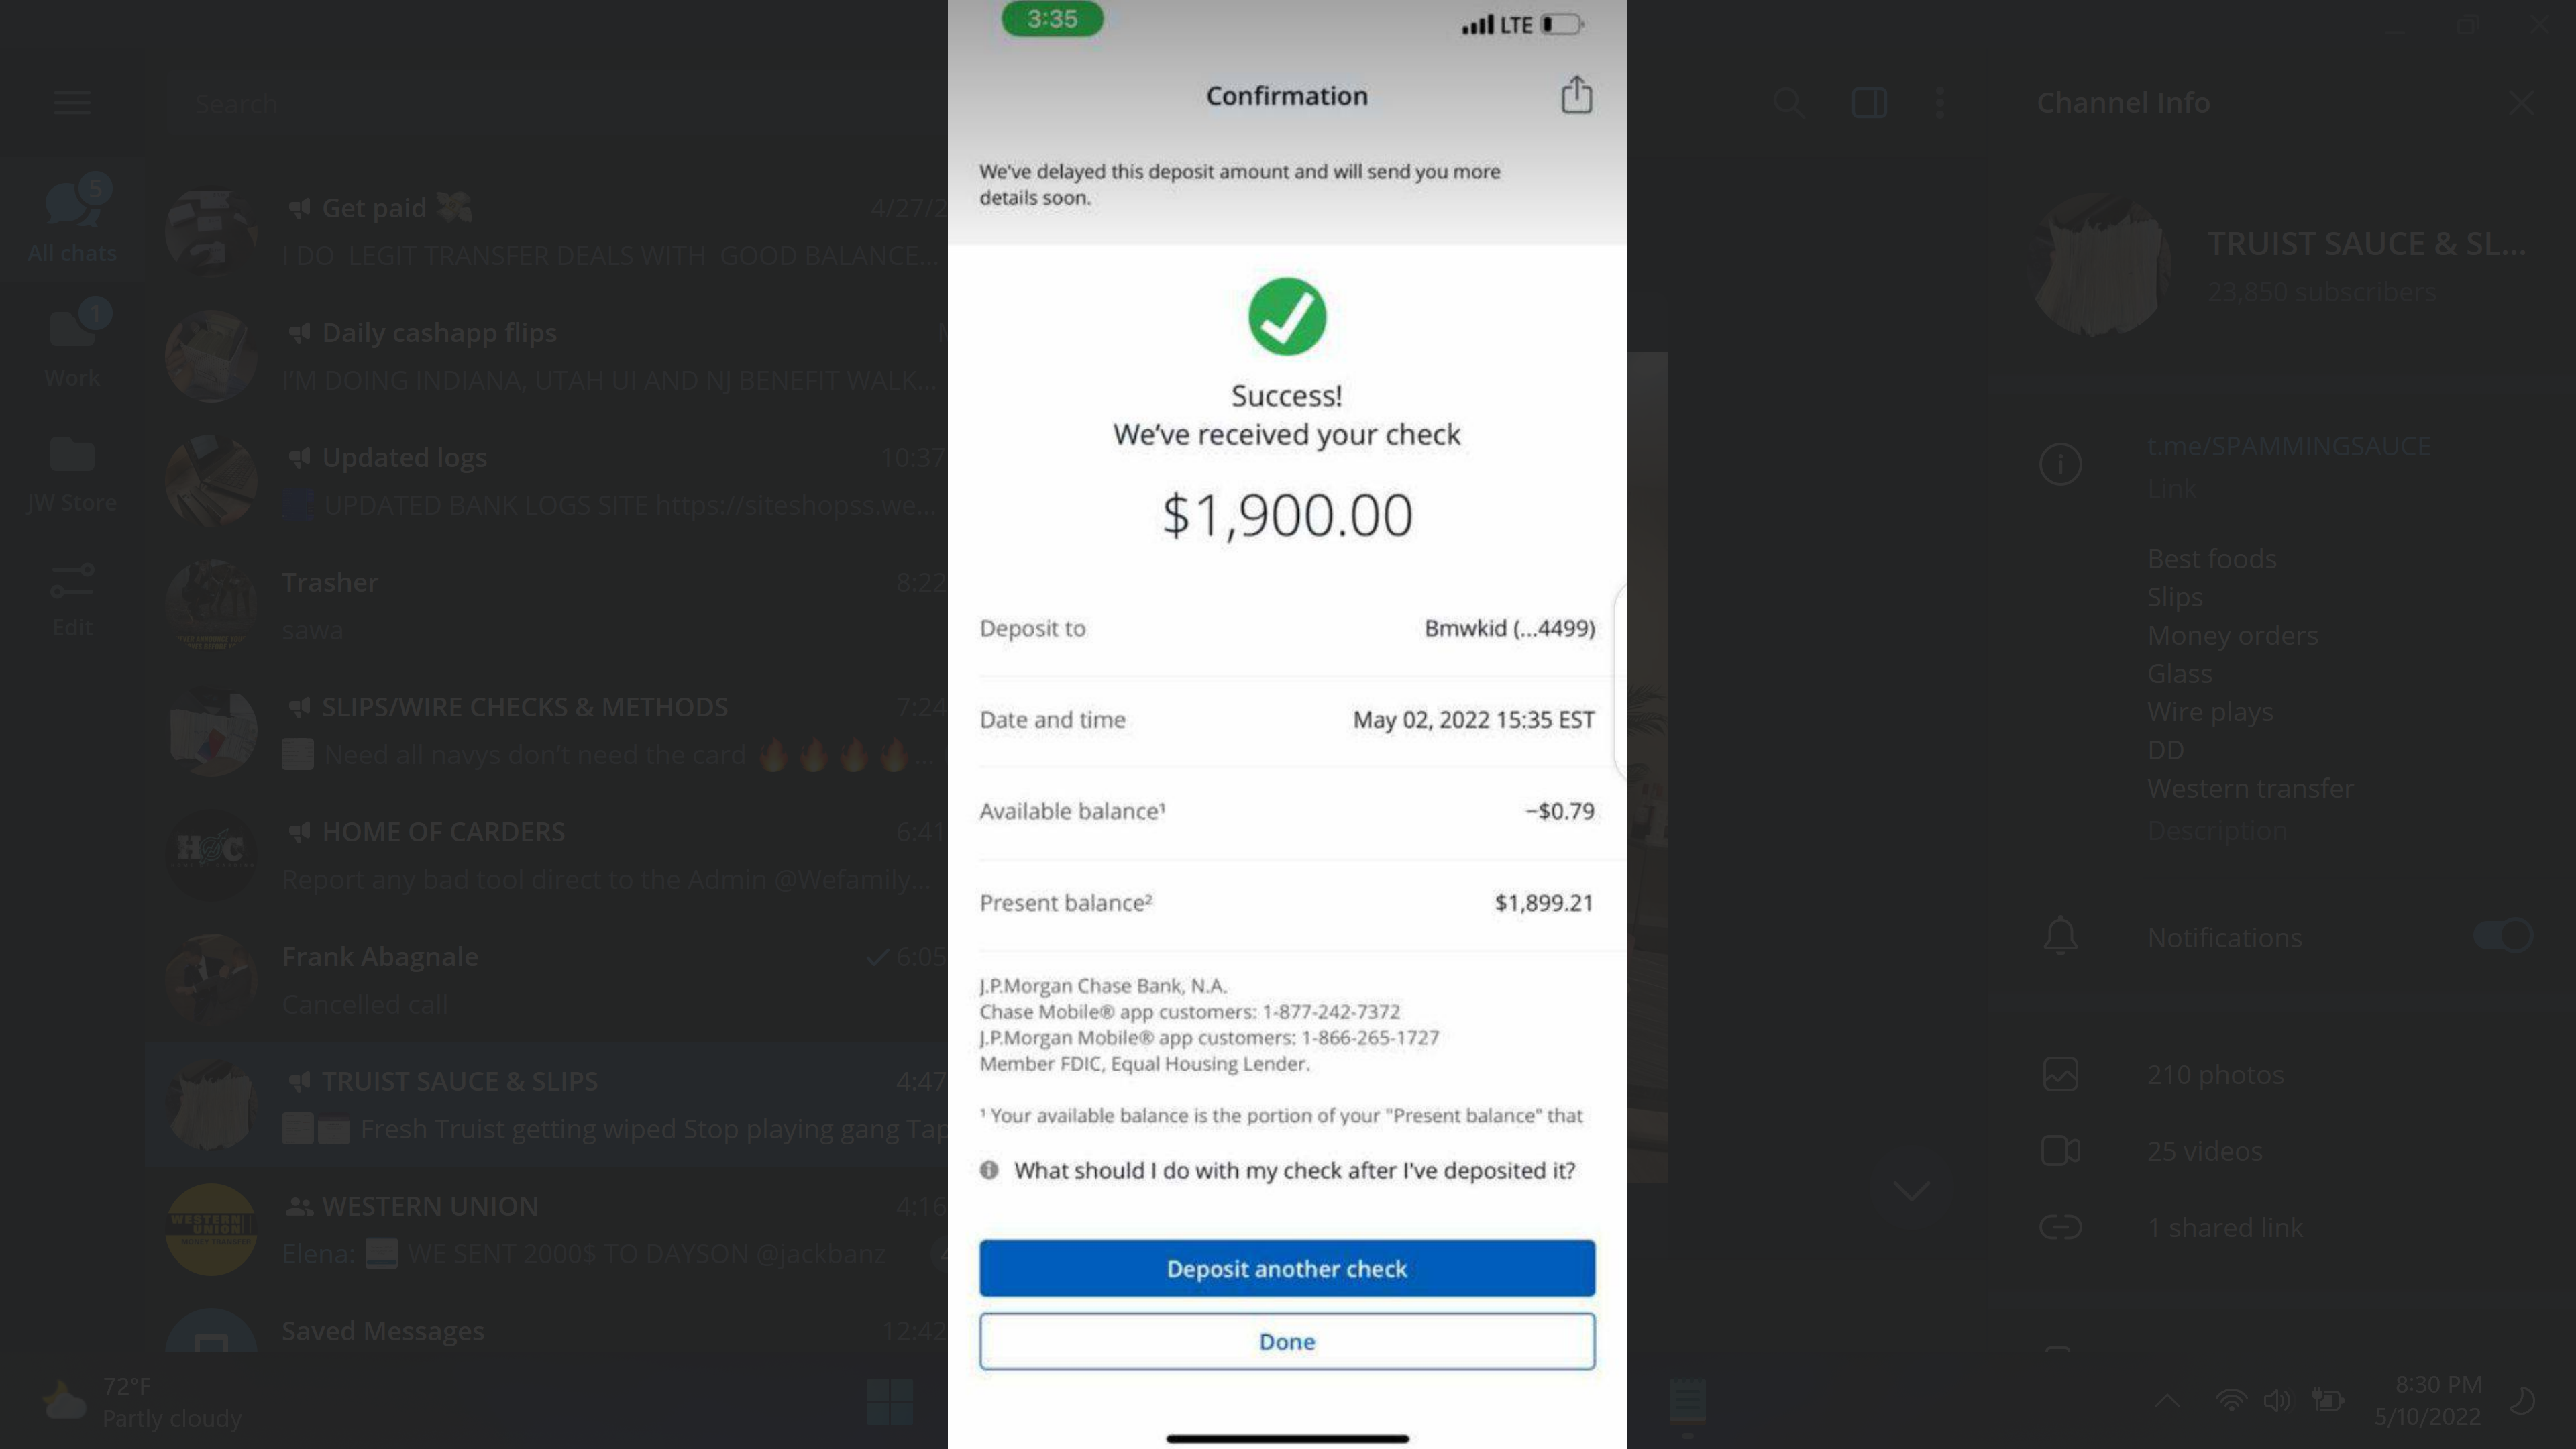 3:35
LTE
Confirmation
We've delayed this deposit amount and will send you more
details soon.
Success!
We've received your check
$1,900.00
Deposit to
Bmwkid (...4499)
Date and time
May 02, 2022 15:35 EST
Available balance¹
−$0.79
Present balance²
$1,899.21
J.P.Morgan Chase Bank, N.A.
Chase Mobile® app customers: 1-877-242-7372
J.P.Morgan Mobile® app customers: 1-866-265-1727
Member FDIC, Equal Housing Lender.
¹ Your available balance is the portion of your "Present balance" that
What should I do with my check after I've deposited it?
Deposit another check
Done
Search
5
All chats
1
Work
JW Store
Edit
Get paid
4/27/2
I DO LEGIT TRANSFER DEALS WITH GOOD BALANCE...
Daily cashapp flips
I'M DOING INDIANA, UTAH UI AND NJ BENEFIT WALK...
Updated logs
10:37
UPDATED BANK LOGS SITE https://siteshopss.we...
Trasher
8:22
sawa
SLIPS/WIRE CHECKS & METHODS
7:24
Need all navys don't need the card 🔥🔥🔥🔥...
HOME OF CARDERS
6:41
Report any bad tool direct to the Admin @Wefamily...
Frank Abagnale
6:05
Cancelled call
TRUIST SAUCE & SLIPS
4:47
Fresh Truist getting wiped Stop playing gang Tap
WESTERN UNION
4:16
WESTERN
UNION
Elena: WE SENT 2000$ TO DAYSON @jackbanz
Saved Messages
12:42
Channel Info
TRUIST SAUCE & SL...
23,850 subscribers
t.me/SPAMMINGSAUCE
Link
Best foods
Slips
Money orders
Glass
Wire plays
DD
Western transfer
Description
Notifications
210 photos
25 videos
1 shared link
72°F
Partly cloudy
8:30 PM
5/10/2022